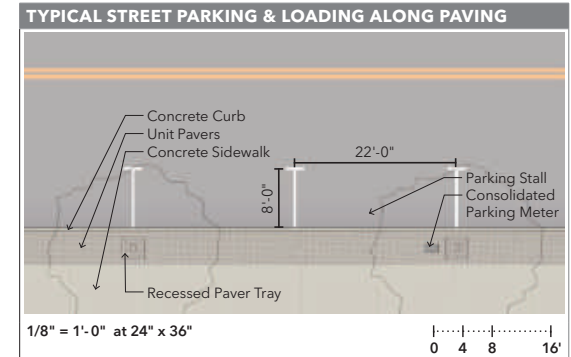 TYPICAL STREET PARKING & LOADING ALONG PAVING
Concrete Curb
Unit Pavers
Concrete Sidewalk
22'-0"
8'-0"
Parking Stall
Consolidated
Parking Meter
Recessed Paver Tray
1/8" = 1'-0" at 24" x 36"
0 4 8 16'